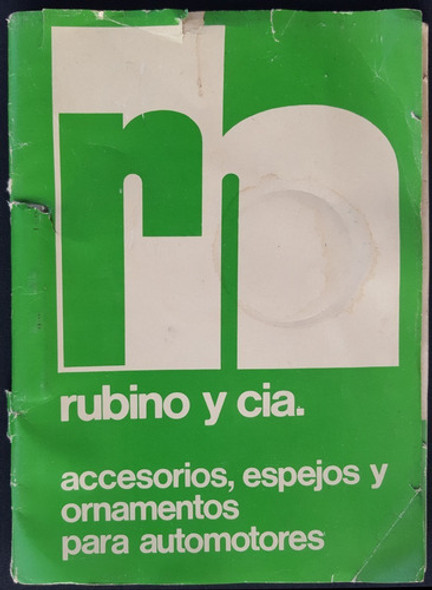 rh
rubino y cia.
accesorios, espejos y
ornamentos
para automotores